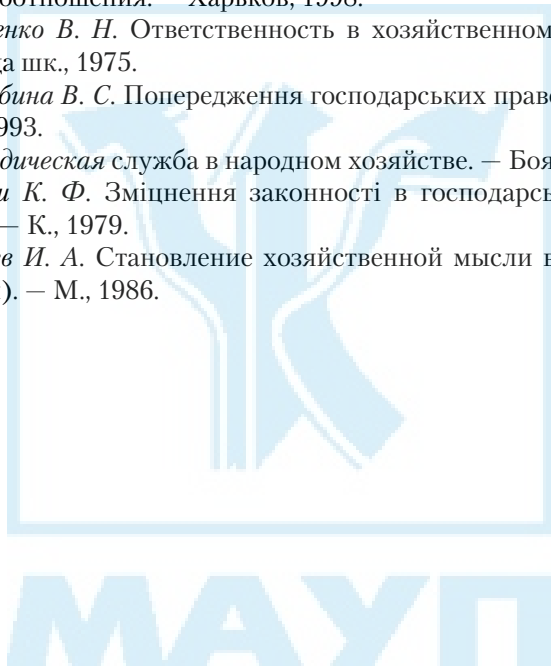 отношения. — Харьков, 1998.
енко В. Н. Ответственность в хозяйственном
да шк., 1975.
бина В. С. Попередження господарських право
993.
дическая служба в народном хозяйстве. — Боя
и К. Ф. Зміцнення законності в господарсь
— К., 1979.
в И. А. Становление хозяйственной мысли в
). — М., 1986.
МАУП